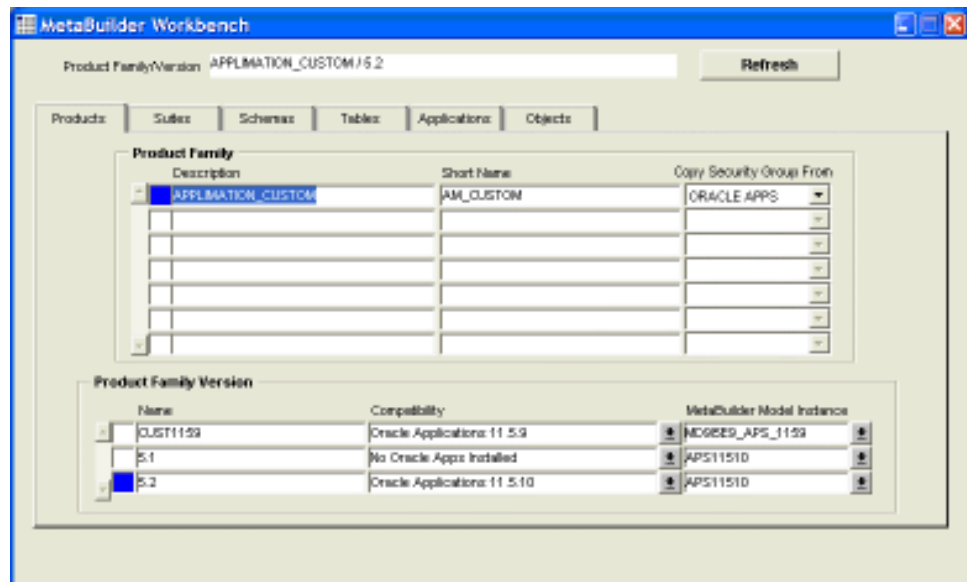 MetaBuilder Workbench
Product Family/Version APPLIMATION_CUSTOM / 5.2 Refresh
Products Suites Schemas Tables Applications Objects
Product Family
Description Short Name Copy Security Group From
APPLIMATION_CUSTOM AM_CUSTOM ORACLE APPS
Product Family Version
Name Compatibility MetaBuilder Model Instance
CUST1159 Oracle Applications 11.5.9
5.1 No Oracle Apps Installed APS11510
5.2 Oracle Applications 11.5.10 APS11510